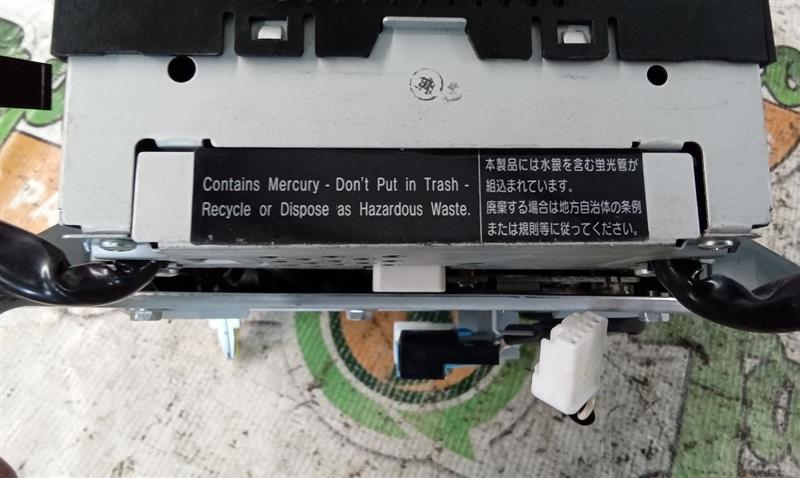 Contains Mercury - Don't Put in Trash -
Recycle or Dispose as Hazardous Waste.
本製品には水銀を含む蛍光管が
組込まれています。
廃棄する場合は地方自治体の条例
または規則等に従ってください。